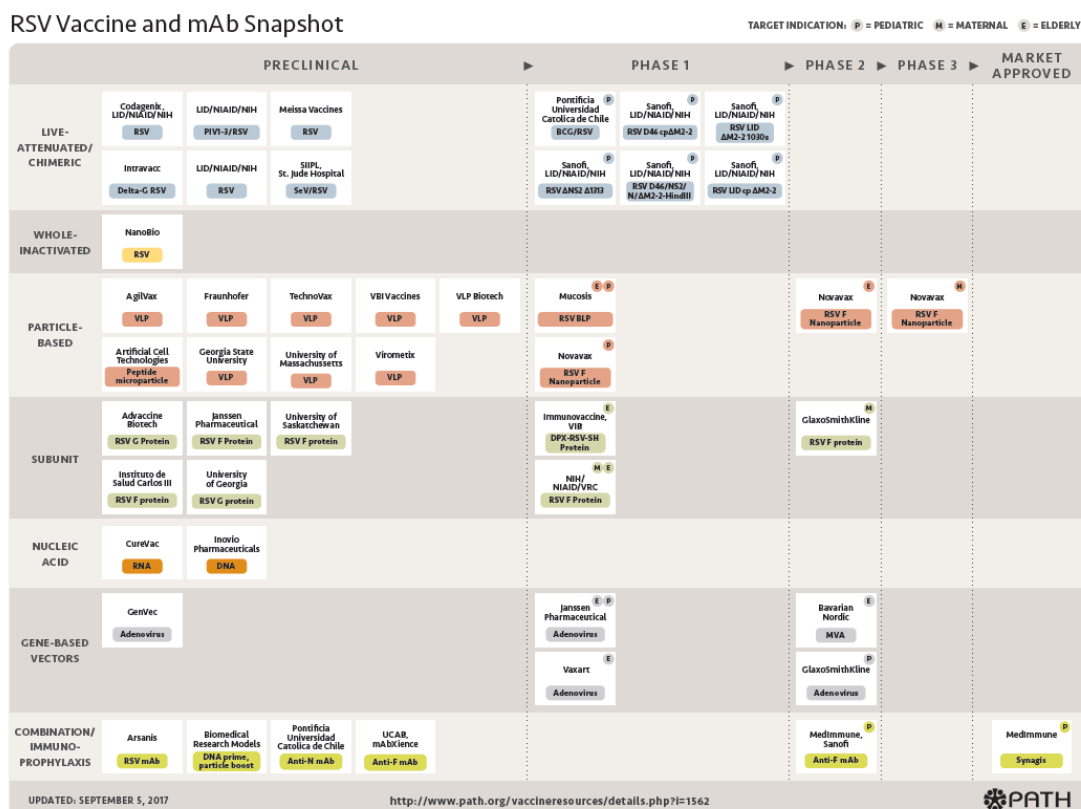 RSV Vaccine and mAb Snapshot
TARGET INDICATION: P = PEDIATRIC M = MATERNAL E = ELDERLY
PRECLINICAL
PHASE 1
PHASE 2
PHASE 3
MARKET
APPROVED
LIVE-
ATTENUATED/
CHIMERIC
Codagenix,
LID/NIAID/NIH
RSV
LID/NIAID/NIH
PIV1-3/RSV
Meissa Vaccines
RSV
P
Pontificia
Universidad
Catolica de Chile
BCG/RSV
P
Sanofi,
LID/NIAID/NIH
RSV D46 cpΔM2-2
P
Sanofi,
LID/NIAID/NIH
RSV LID
ΔM2-2 1030s
Intravacc
Delta-G RSV
LID/NIAID/NIH
RSV
SIIPL,
St. Jude Hospital
SeV/RSV
P
Sanofi,
LID/NIAID/NIH
RSV ΔNS2 Δ1313
P
Sanofi,
LID/NIAID/NIH
RSV D46/NS2/
N/ΔM2-2-HindIII
P
Sanofi,
LID/NIAID/NIH
RSV LID cp ΔM2-2
WHOLE-
INACTIVATED
NanoBio
RSV
PARTICLE-
BASED
AgilVax
VLP
Fraunhofer
VLP
TechnoVax
VLP
VBI Vaccines
VLP
VLP Biotech
VLP
E P
Mucosis
RSV BLP
E
Novavax
RSV F
Nanoparticle
M
Novavax
RSV F
Nanoparticle
Artificial Cell
Technologies
Peptide
microparticle
Georgia State
University
VLP
University of
Massachussetts
VLP
Virometix
VLP
P
Novavax
RSV F
Nanoparticle
SUBUNIT
Advaccine
Biotech
RSV G Protein
Janssen
Pharmaceutical
RSV F Protein
University of
Saskatchewan
RSV F protein
E
Immunovaccine,
VIB
DPX-RSV-SH
Protein
M
GlaxoSmithKline
RSV F protein
Instituto de
Salud Carlos III
RSV F protein
University
of Georgia
RSV G protein
M E
NIH/
NIAID/VRC
RSV F Protein
NUCLEIC
ACID
CureVac
RNA
Inovio
Pharmaceuticals
DNA
GENE-BASED
VECTORS
GenVec
Adenovirus
E P
Janssen
Pharmaceutical
Adenovirus
E
Bavarian
Nordic
MVA
E
Vaxart
Adenovirus
P
GlaxoSmithKline
Adenovirus
COMBINATION/
IMMUNO-
PROPHYLAXIS
Arsanis
RSV mAb
Biomedical
Research Models
DNA prime,
particle boost
Pontificia
Universidad
Catolica de Chile
Anti-N mAb
UCAB,
mAbXience
Anti-F mAb
P
MedImmune,
Sanofi
Anti-F mAb
P
MedImmune
Synagis
UPDATED: SEPTEMBER 5, 2017
http://www.path.org/vaccineresources/details.php?i=1562
PATH